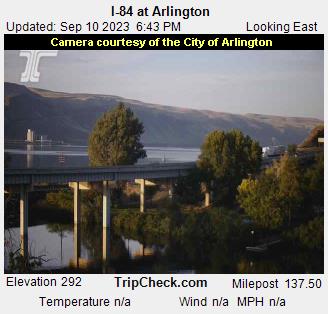 I-84 at Arlington
Updated: Sep 10 2023 6:43 PM Looking East
Camera courtesy of the City of Arlington
Elevation 292 TripCheck.com Milepost 137.50
Temperature n/a Wind n/a MPH n/a